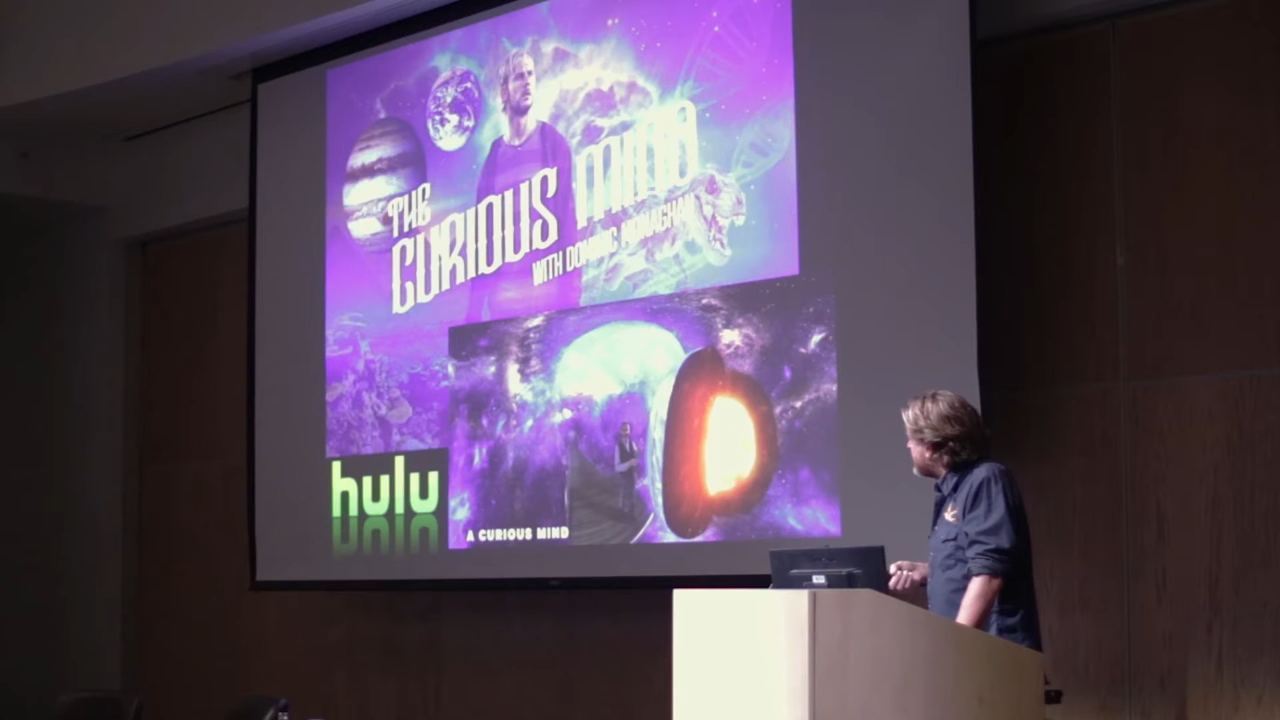 THE
CURIOUS MIND
WITH DOMINIC MONAGHAN
hulu
A CURIOUS MIND